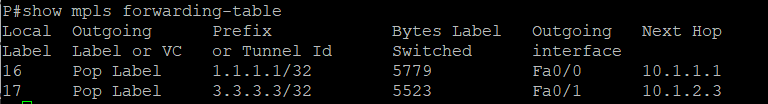 P#show mpls forwarding-table
Local Outgoing Prefix Bytes Label Outgoing Next Hop
Label Label or VC or Tunnel Id Switched interface
16 Pop Label 1.1.1.1/32 5779 Fa0/0 10.1.1.1
17 Pop Label 3.3.3.3/32 5523 Fa0/1 10.1.2.3